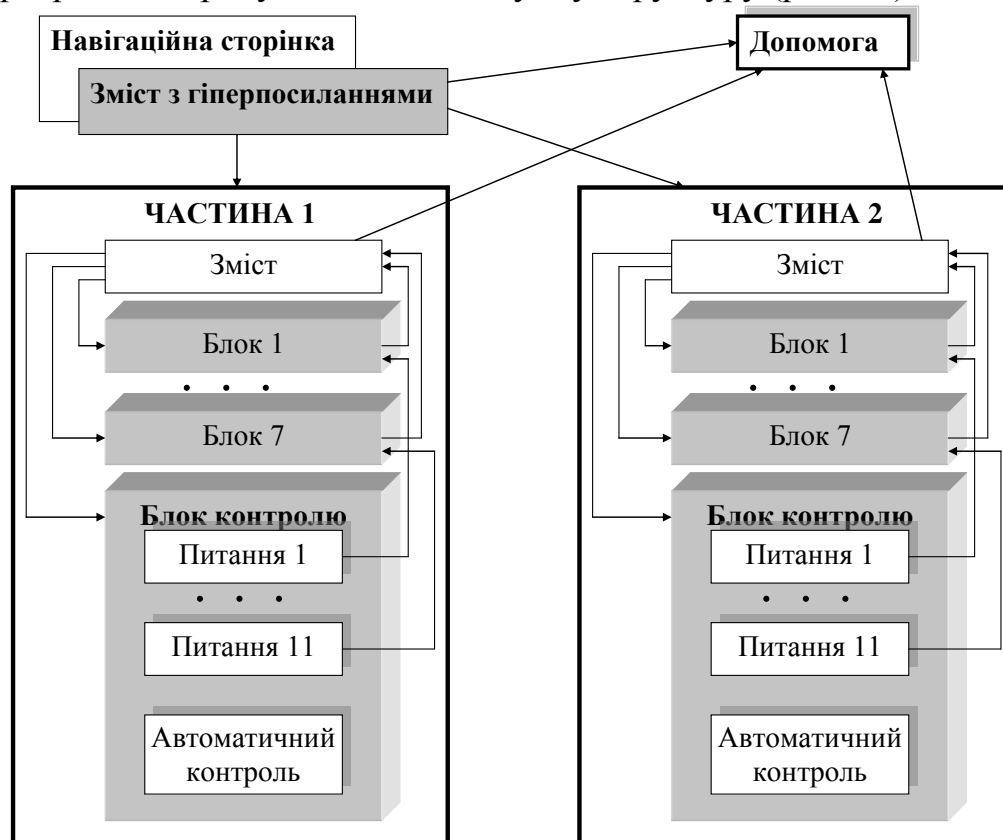 Навігаційна сторінка
Допомога
Зміст з гіперпосиланнями
ЧАСТИНА 1
Зміст
Блок 1
. . .
Блок 7
Блок контролю
Питання 1
. . .
Питання 11
Автоматичний
контроль
ЧАСТИНА 2
Зміст
Блок 1
. . .
Блок 7
Блок контролю
Питання 1
. . .
Питання 11
Автоматичний
контроль